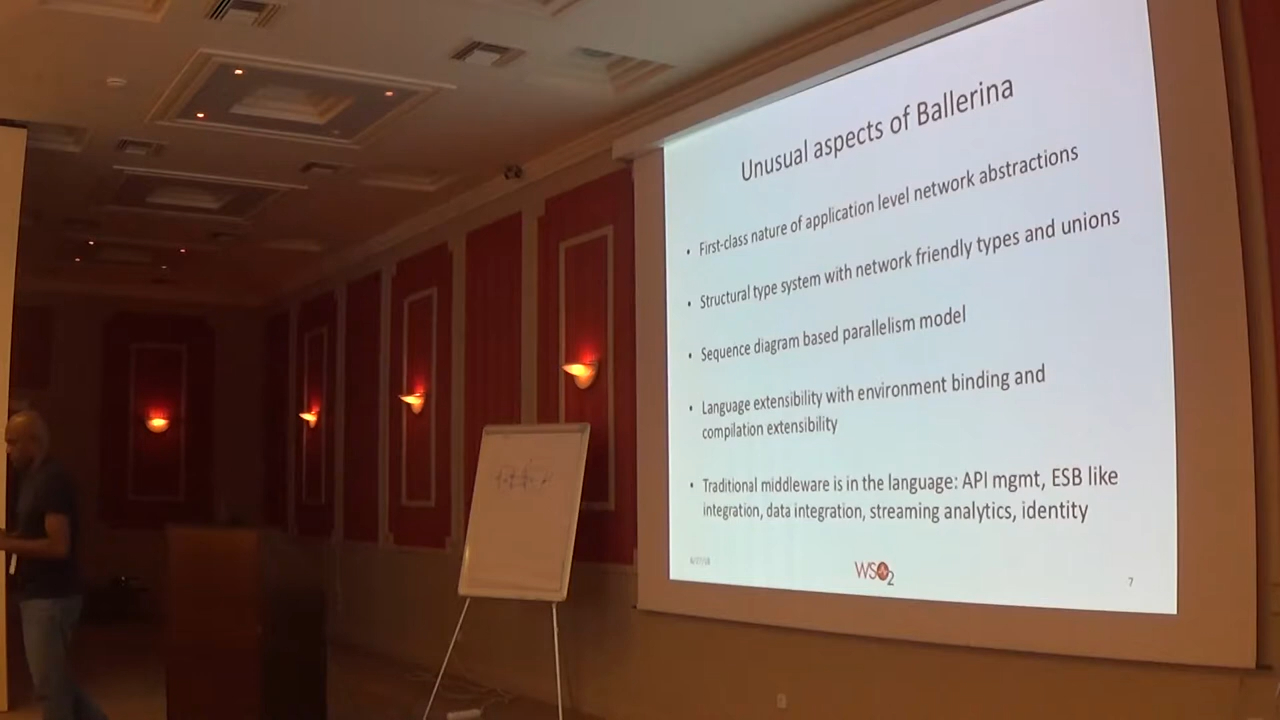 Unusual aspects of Ballerina
• First-class nature of application level network abstractions
• Structural type system with network friendly types and unions
• Sequence diagram based parallelism model
• Language extensibility with environment binding and
compilation extensibility
• Traditional middleware is in the language: API mgmt, ESB like
integration, data integration, streaming analytics, identity
WSO2
7